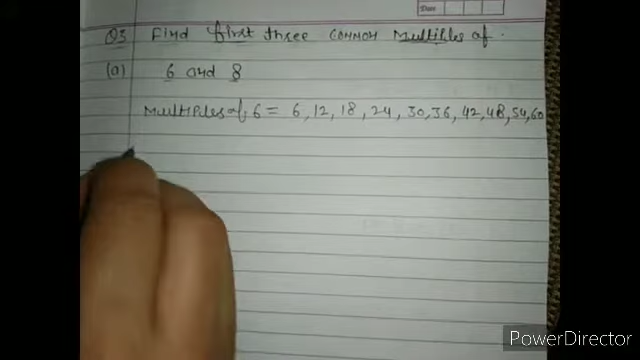 Date
Q3 Find first three common multiples of.
(a) 6 and 8
Multiples of 6 = 6, 12, 18, 24, 30, 36, 42, 48, 54, 60
PowerDirector